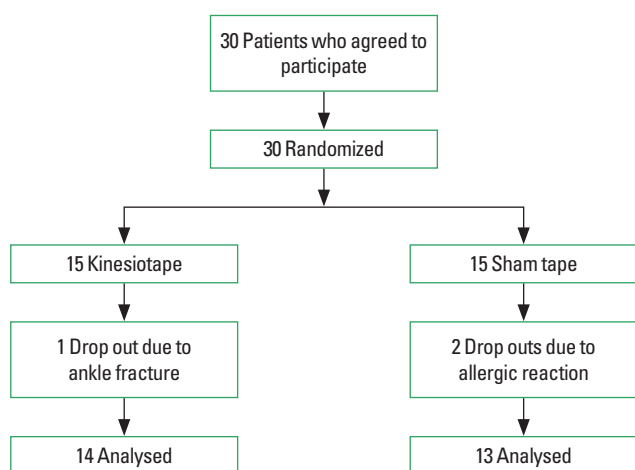 30 Patients who agreed to
participate
30 Randomized
15 Kinesiotape
15 Sham tape
1 Drop out due to
ankle fracture
2 Drop outs due to
allergic reaction
14 Analysed
13 Analysed